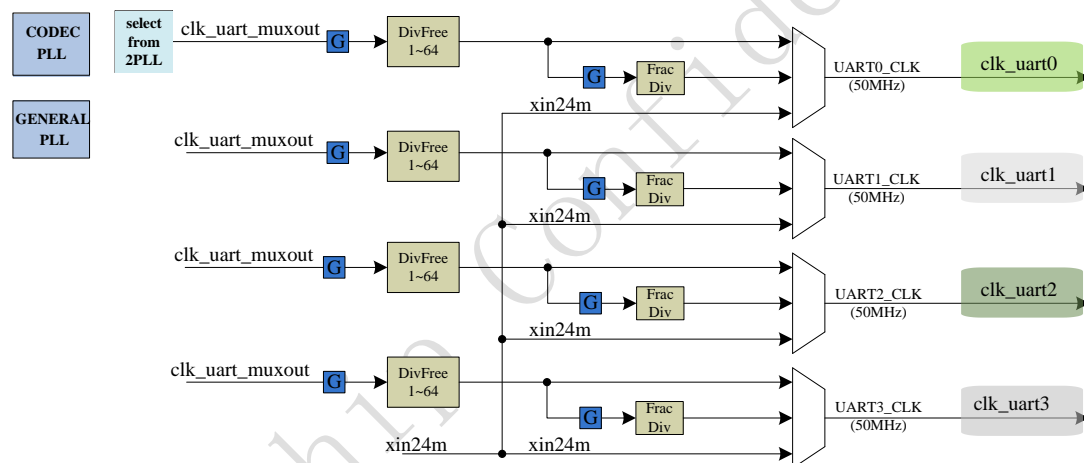 CODEC
PLL
GENERAL
PLL
select
from
2PLL
clk_uart_muxout
G
DivFree
1~64
G
Frac
Div
xin24m
UART0_CLK
(50MHz)
clk_uart0
clk_uart_muxout
G
DivFree
1~64
G
Frac
Div
xin24m
UART1_CLK
(50MHz)
clk_uart1
clk_uart_muxout
G
DivFree
1~64
G
Frac
Div
xin24m
UART2_CLK
(50MHz)
clk_uart2
clk_uart_muxout
G
DivFree
1~64
G
Frac
Div
xin24m
xin24m
UART3_CLK
(50MHz)
clk_uart3
hip Confide